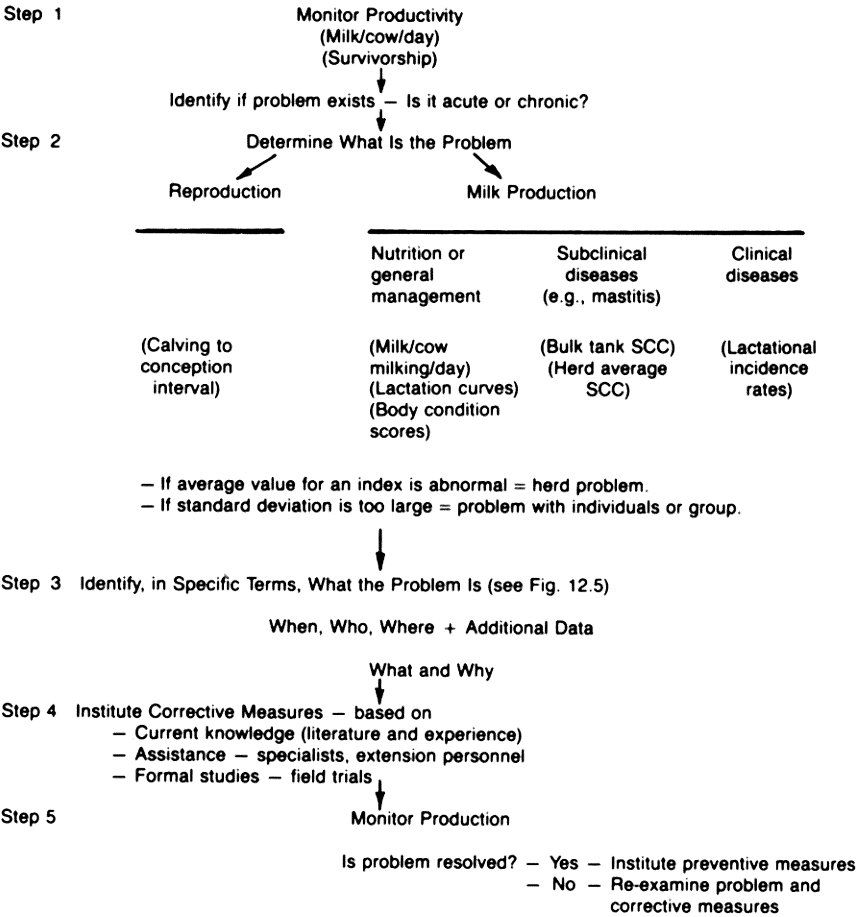 Step 1 Monitor Productivity
(Milk/cow/day)
(Survivorship)
Identify if problem exists – Is it acute or chronic?
Step 2 Determine What Is the Problem
Reproduction Milk Production
Nutrition or general management
Subclinical diseases (e.g., mastitis)
Clinical diseases
(Calving to conception interval)
(Milk/cow milking/day)
(Lactation curves)
(Body condition scores)
(Bulk tank SCC)
(Herd average SCC)
(Lactational incidence rates)
– If average value for an index is abnormal = herd problem.
– If standard deviation is too large = problem with individuals or group.
Step 3 Identify, in Specific Terms, What the Problem Is (see Fig. 12.5)
When, Who, Where + Additional Data
What and Why
Step 4 Institute Corrective Measures – based on
– Current knowledge (literature and experience)
– Assistance – specialists, extension personnel
– Formal studies – field trials
Step 5 Monitor Production
Is problem resolved? – Yes – Institute preventive measures
– No – Re-examine problem and
corrective measures